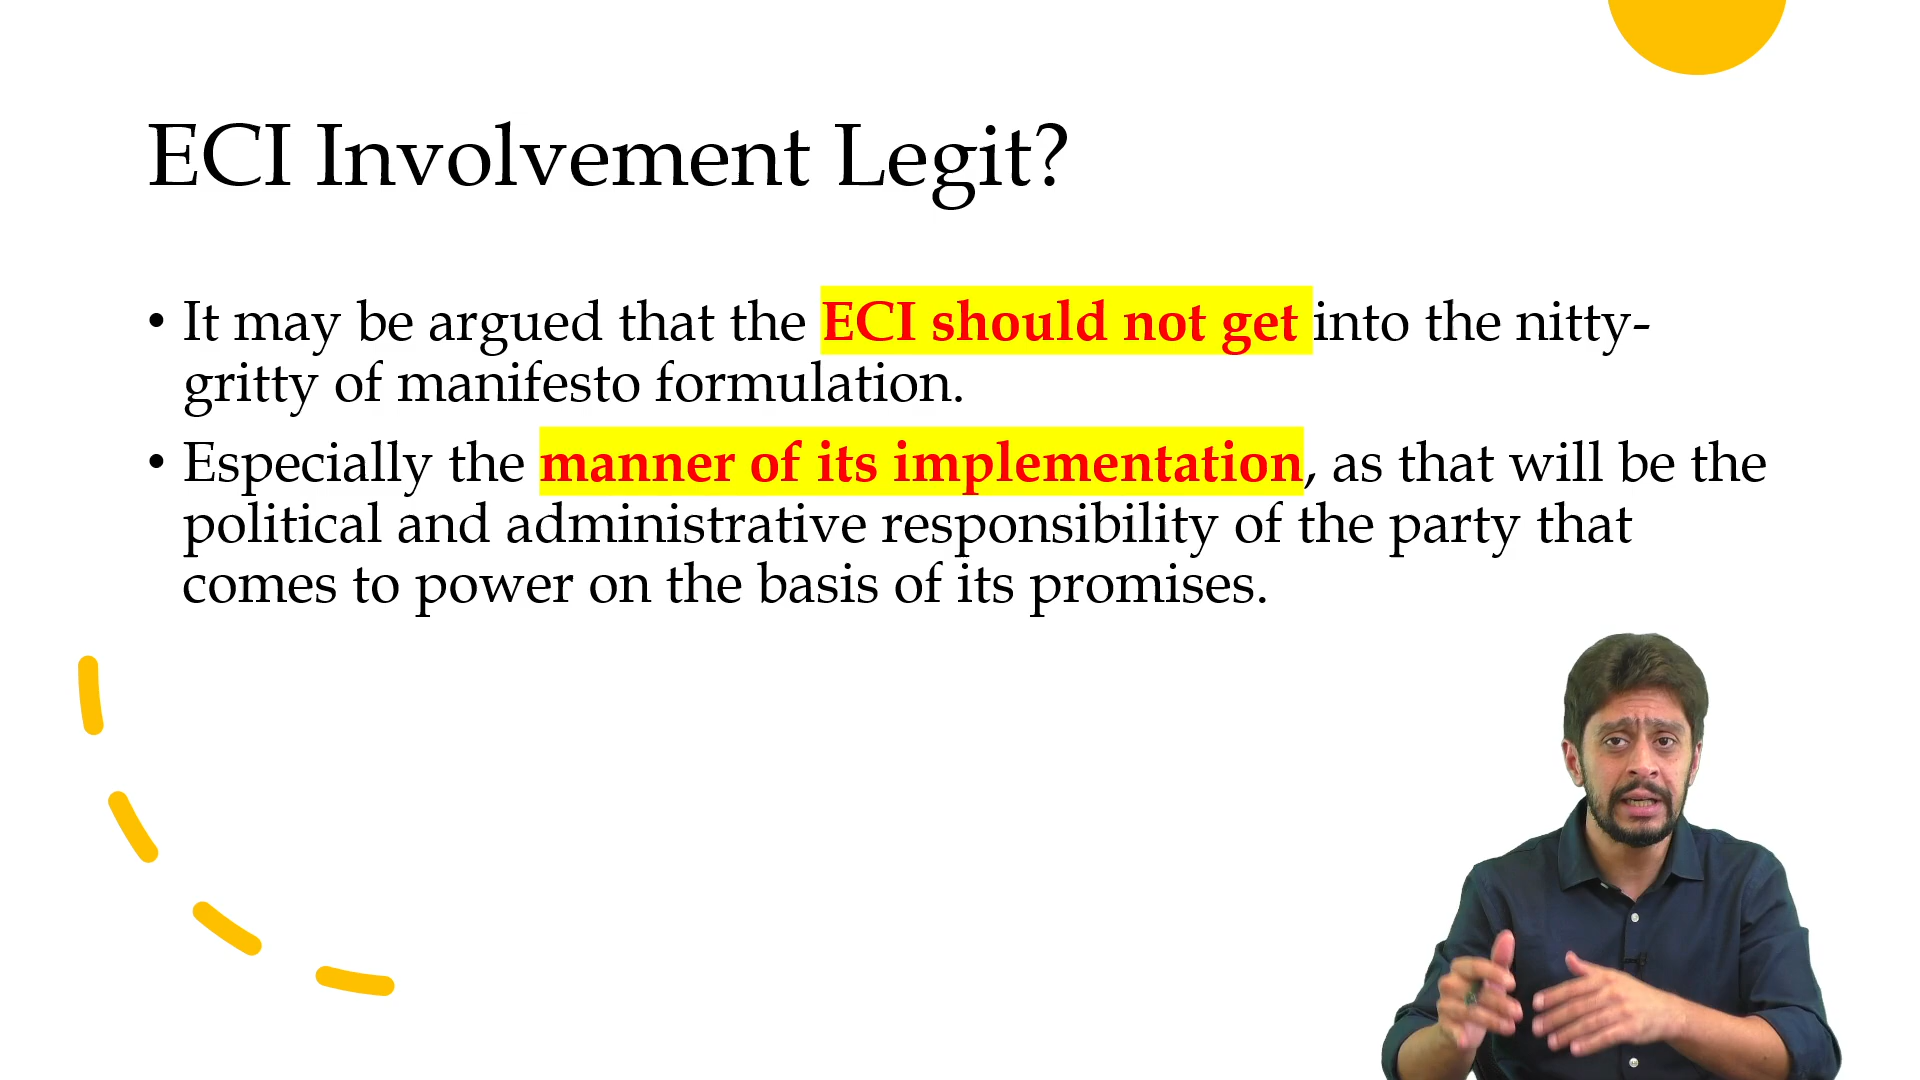 ECI Involvement Legit?
• It may be argued that the ECI should not get into the nitty-
gritty of manifesto formulation.
• Especially the manner of its implementation, as that will be the
political and administrative responsibility of the party that
comes to power on the basis of its promises.